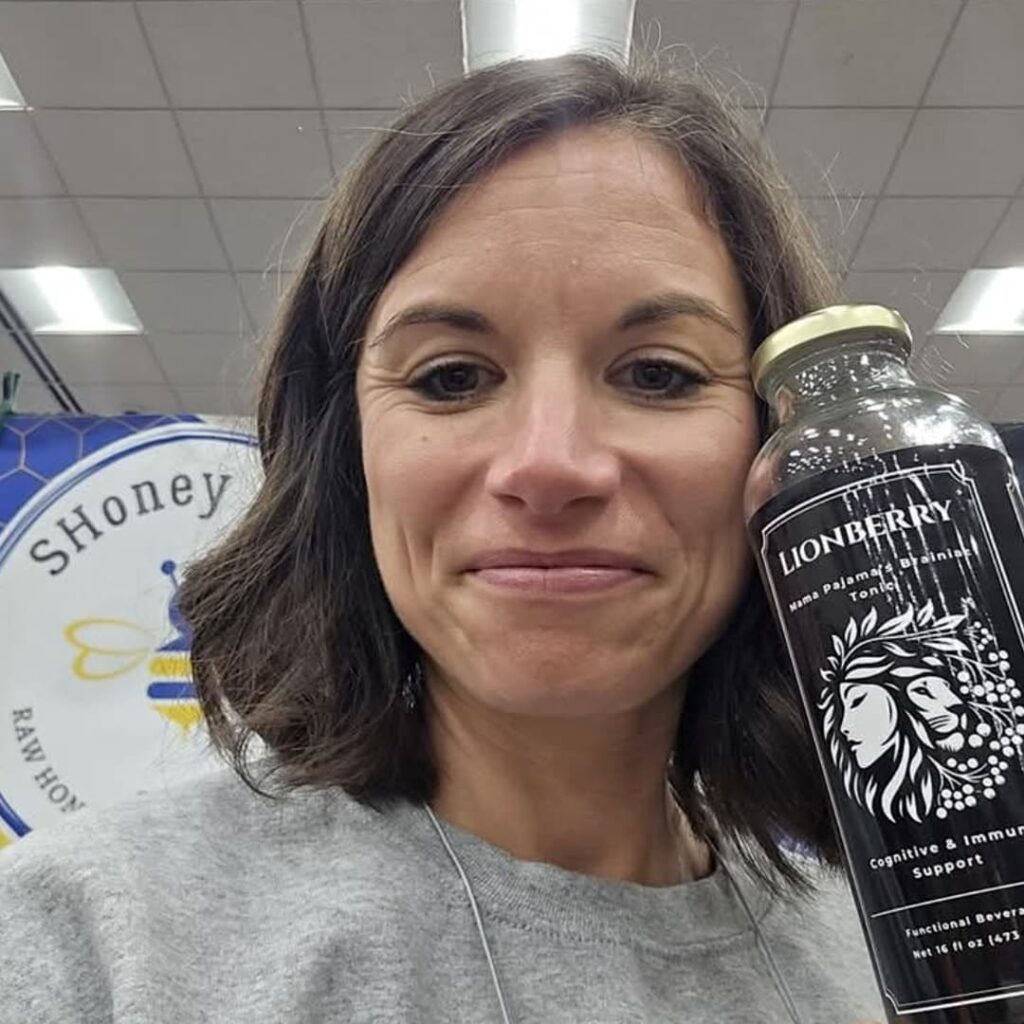 SHoney
RAW HON
LIONBERRY
Mama Pajama's Brainiac
Tonic
Cognitive & Immun
Support
Functional Bevera
Net 16 fl oz (473